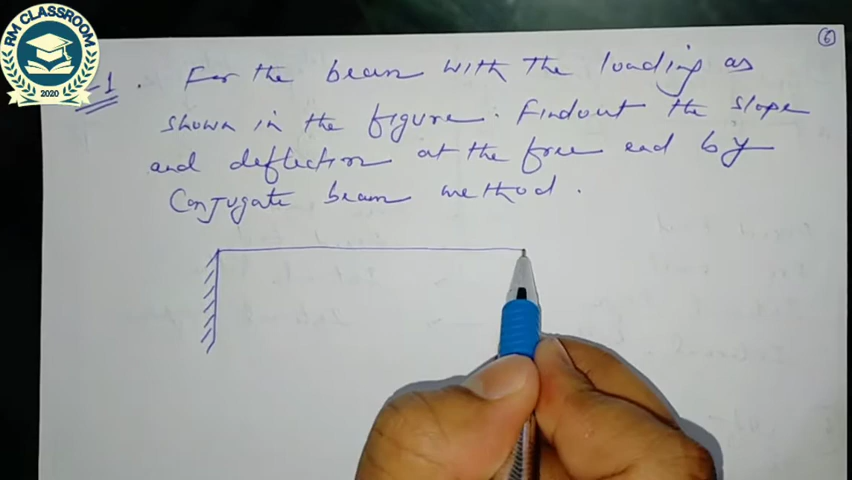 RM CLASSROOM
2020
6
-1. For the beam with the loading as
shown in the figure. Findout the slope
and deflection at the free end by
Conjugate beam method.